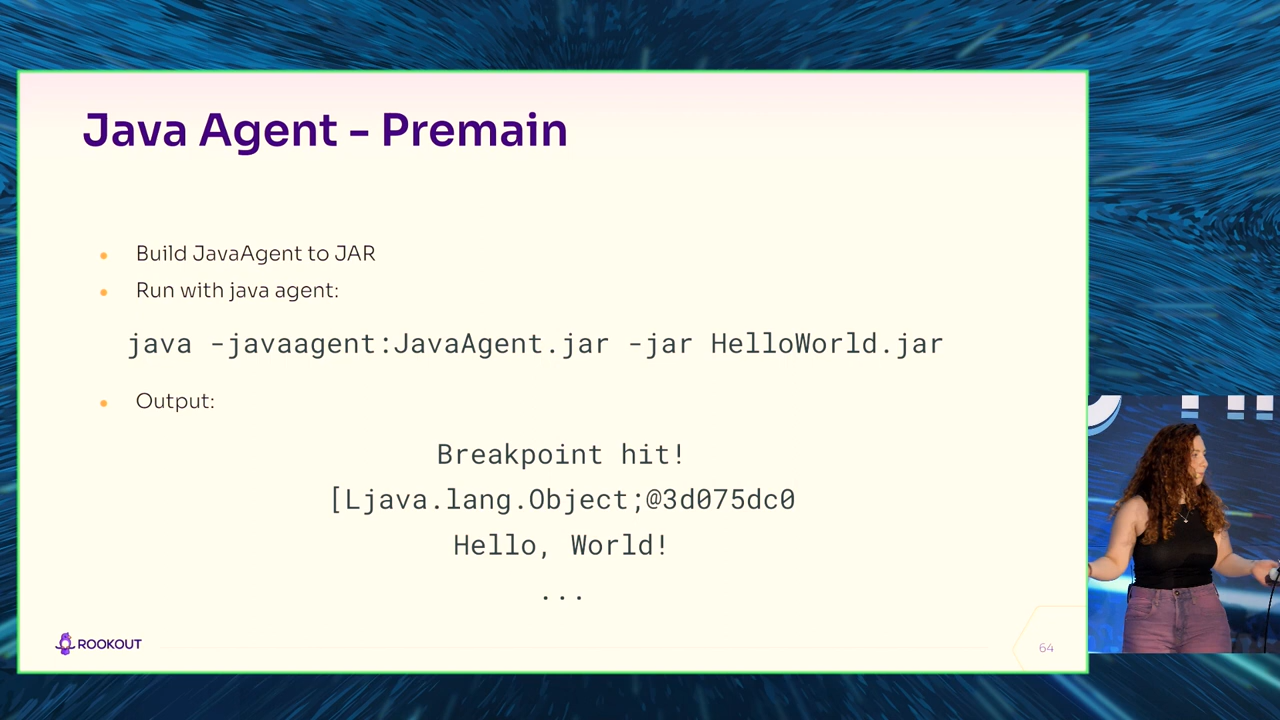 Java Agent - Premain
Build JavaAgent to JAR
Run with java agent:
java -javaagent:JavaAgent.jar -jar HelloWorld.jar
Output:
Breakpoint hit!
[Ljava.lang.Object;@3d075dc0
Hello, World!
...
ROOKOUT
64